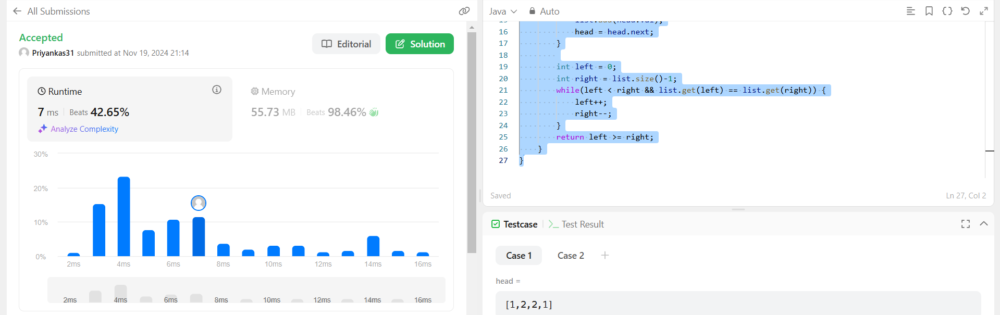 All Submissions
Accepted
Priyankas31 submitted at Nov 19, 2024 21:14
Editorial
Solution
Runtime
7 ms Beats 42.65%
Analyze Complexity
Memory
55.73 MB Beats 98.46%
30%
20%
10%
0%
2ms 4ms 6ms 8ms 10ms 12ms 14ms 16ms
2ms 4ms 6ms 8ms 10ms 12ms 14ms 16ms
Java Auto
15 list.add(head.val);
16 head = head.next;
17 }
18
19 int left = 0;
20 int right = list.size()-1;
21 while(left < right && list.get(left) == list.get(right)) {
22 left++;
23 right--;
24 }
25 return left >= right;
26 }
27 }
Saved Ln 27, Col 2
Testcase Test Result
Case 1 Case 2
head =
[1,2,2,1]